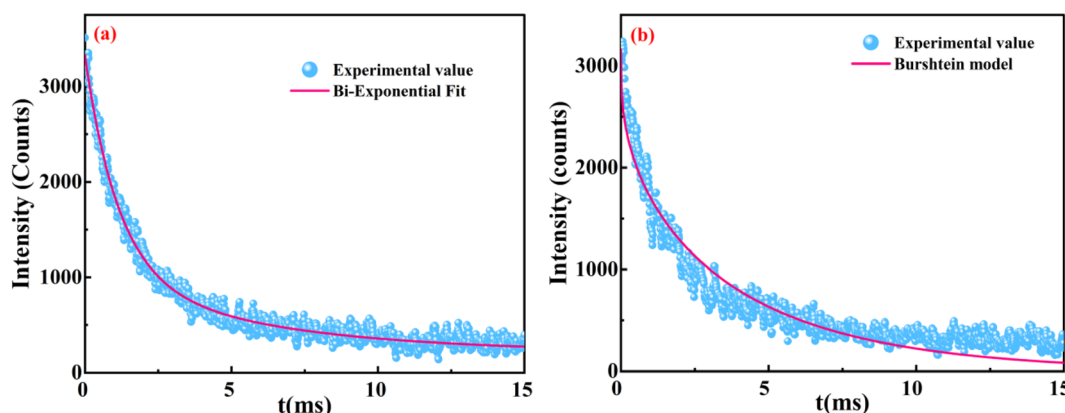 (a)
Experimental value
Bi-Exponential Fit
Intensity (Counts)
3000
2000
1000
0
0 5 10 15
t(ms)
(b)
Experimental value
Burshtein model
Intensity (counts)
3000
2000
1000
0
0 5 10 15
t(ms)